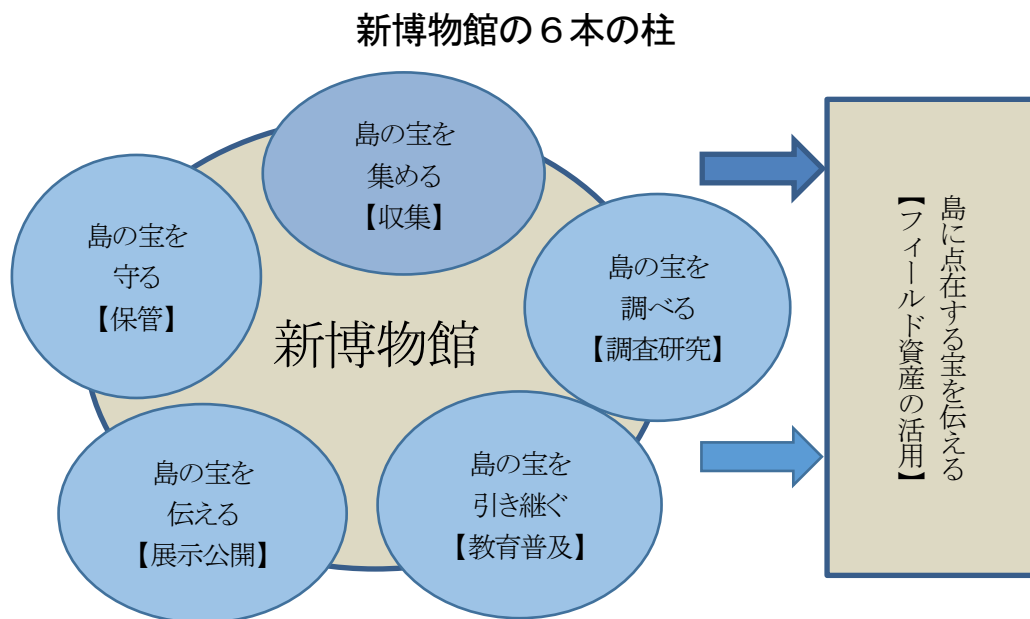 新博物館の６本の柱
島の宝を
集める
【収集】
島の宝を
守る
【保管】
島の宝を
調べる
【調査研究】
新博物館
島の宝を
伝える
【展示公開】
島の宝を
引き継ぐ
【教育普及】
島に点在する宝を伝える
【フィールド資産の活用】